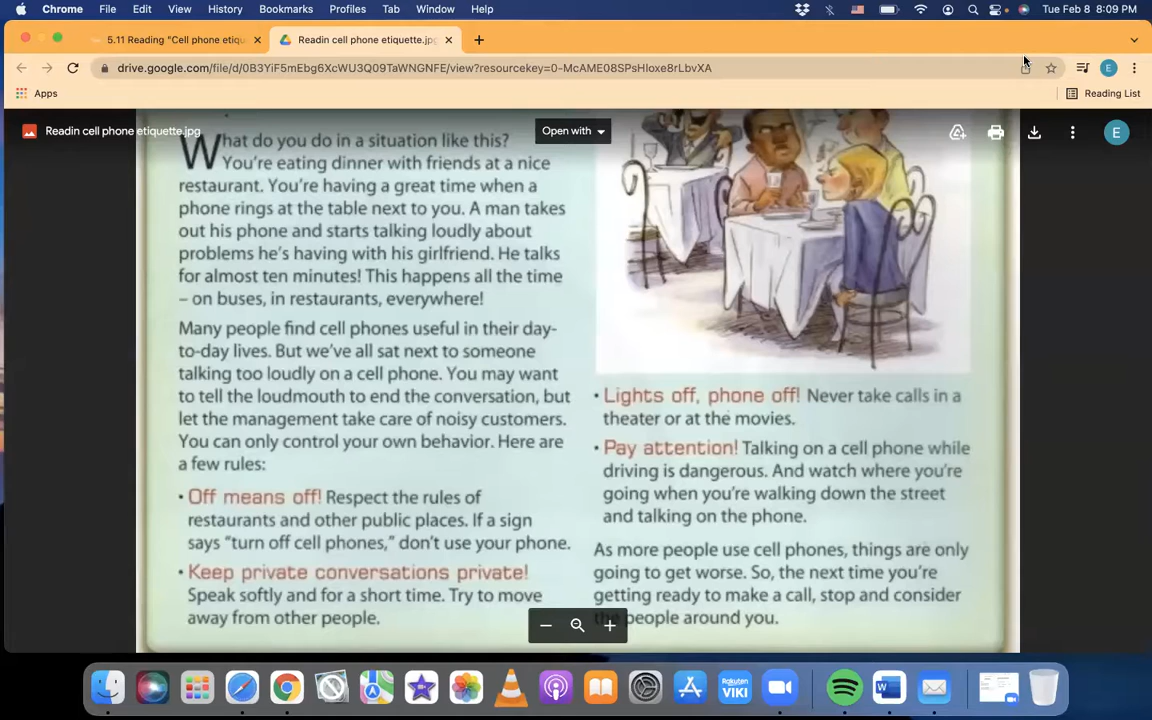 Chrome File Edit View History Bookmarks Profiles Tab Window Help Tue Feb 8 8:09 PM
5.11 Reading "Cell phone etiqu
Readin cell phone etiquette.jpg
drive.google.com/file/d/0B3YiF5mEbg6XcWU3Q09TaWNGNFE/view?resourcekey=0-McAME08SPsHIoxe8rLbvXA
E
Apps
Reading List
Readin cell phone etiquette.jpg
Open with
E
What do you do in a situation like this?
You're eating dinner with friends at a nice
restaurant. You're having a great time when a
phone rings at the table next to you. A man takes
out his phone and starts talking loudly about
problems he's having with his girlfriend. He talks
for almost ten minutes! This happens all the time
– on buses, in restaurants, everywhere!
Many people find cell phones useful in their day-
to-day lives. But we've all sat next to someone
talking too loudly on a cell phone. You may want
to tell the loudmouth to end the conversation, but
let the management take care of noisy customers.
You can only control your own behavior. Here are
a few rules:
• Off means off! Respect the rules of
restaurants and other public places. If a sign
says "turn off cell phones," don't use your phone.
• Keep private conversations private!
Speak softly and for a short time. Try to move
away from other people.
• Lights off, phone off! Never take calls in a
theater or at the movies.
• Pay attention! Talking on a cell phone while
driving is dangerous. And watch where you're
going when you're walking down the street
and talking on the phone.
As more people use cell phones, things are only
going to get worse. So, the next time you're
getting ready to make a call, stop and consider
the people around you.
Rakuten
VIKI
W